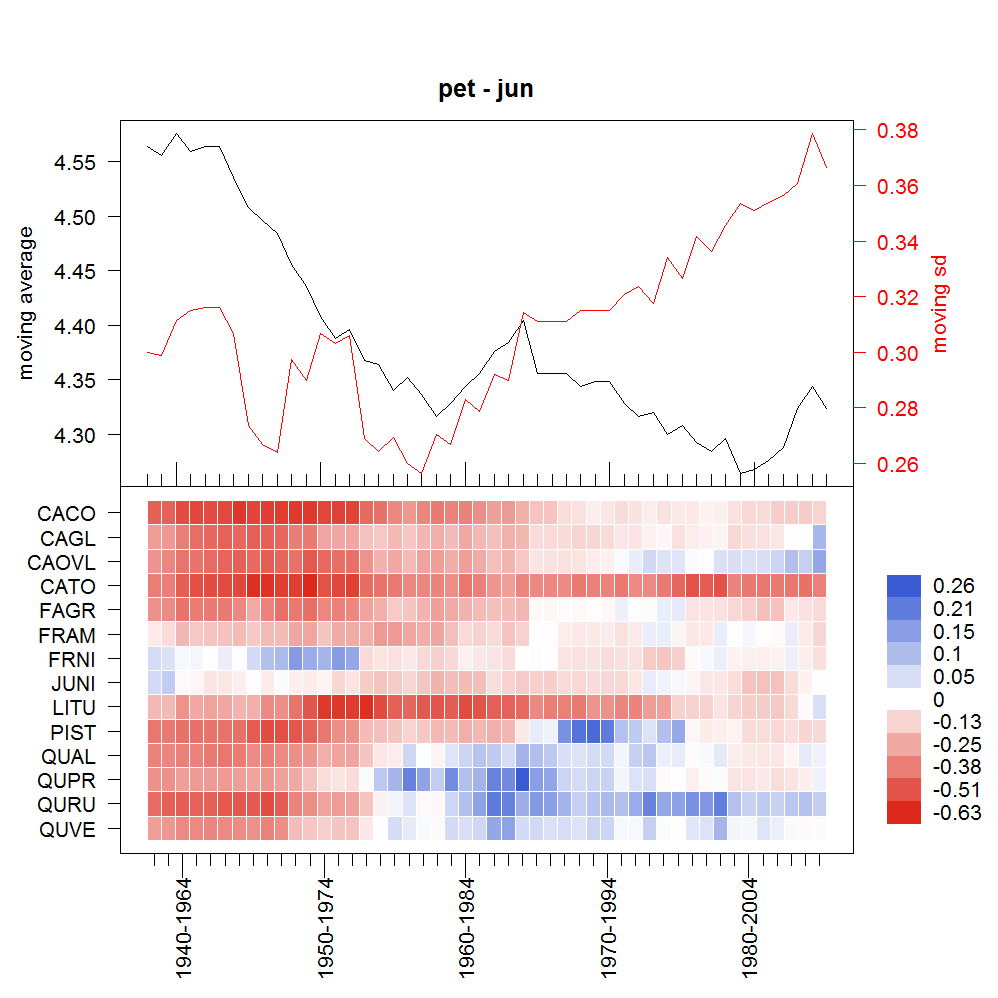 pet - jun
4.55
4.50
4.45
4.40
4.35
4.30
moving average
0.38
0.36
0.34
0.32
0.30
0.28
0.26
moving sd
CACO
CAGL
CAOVL
CATO
FAGR
FRAM
FRNI
JUNI
LITU
PIST
QUAL
QUPR
QURU
QUVE
0.26
0.21
0.15
0.1
0.05
0
-0.13
-0.25
-0.38
-0.51
-0.63
1940-1964
1950-1974
1960-1984
1970-1994
1980-2004